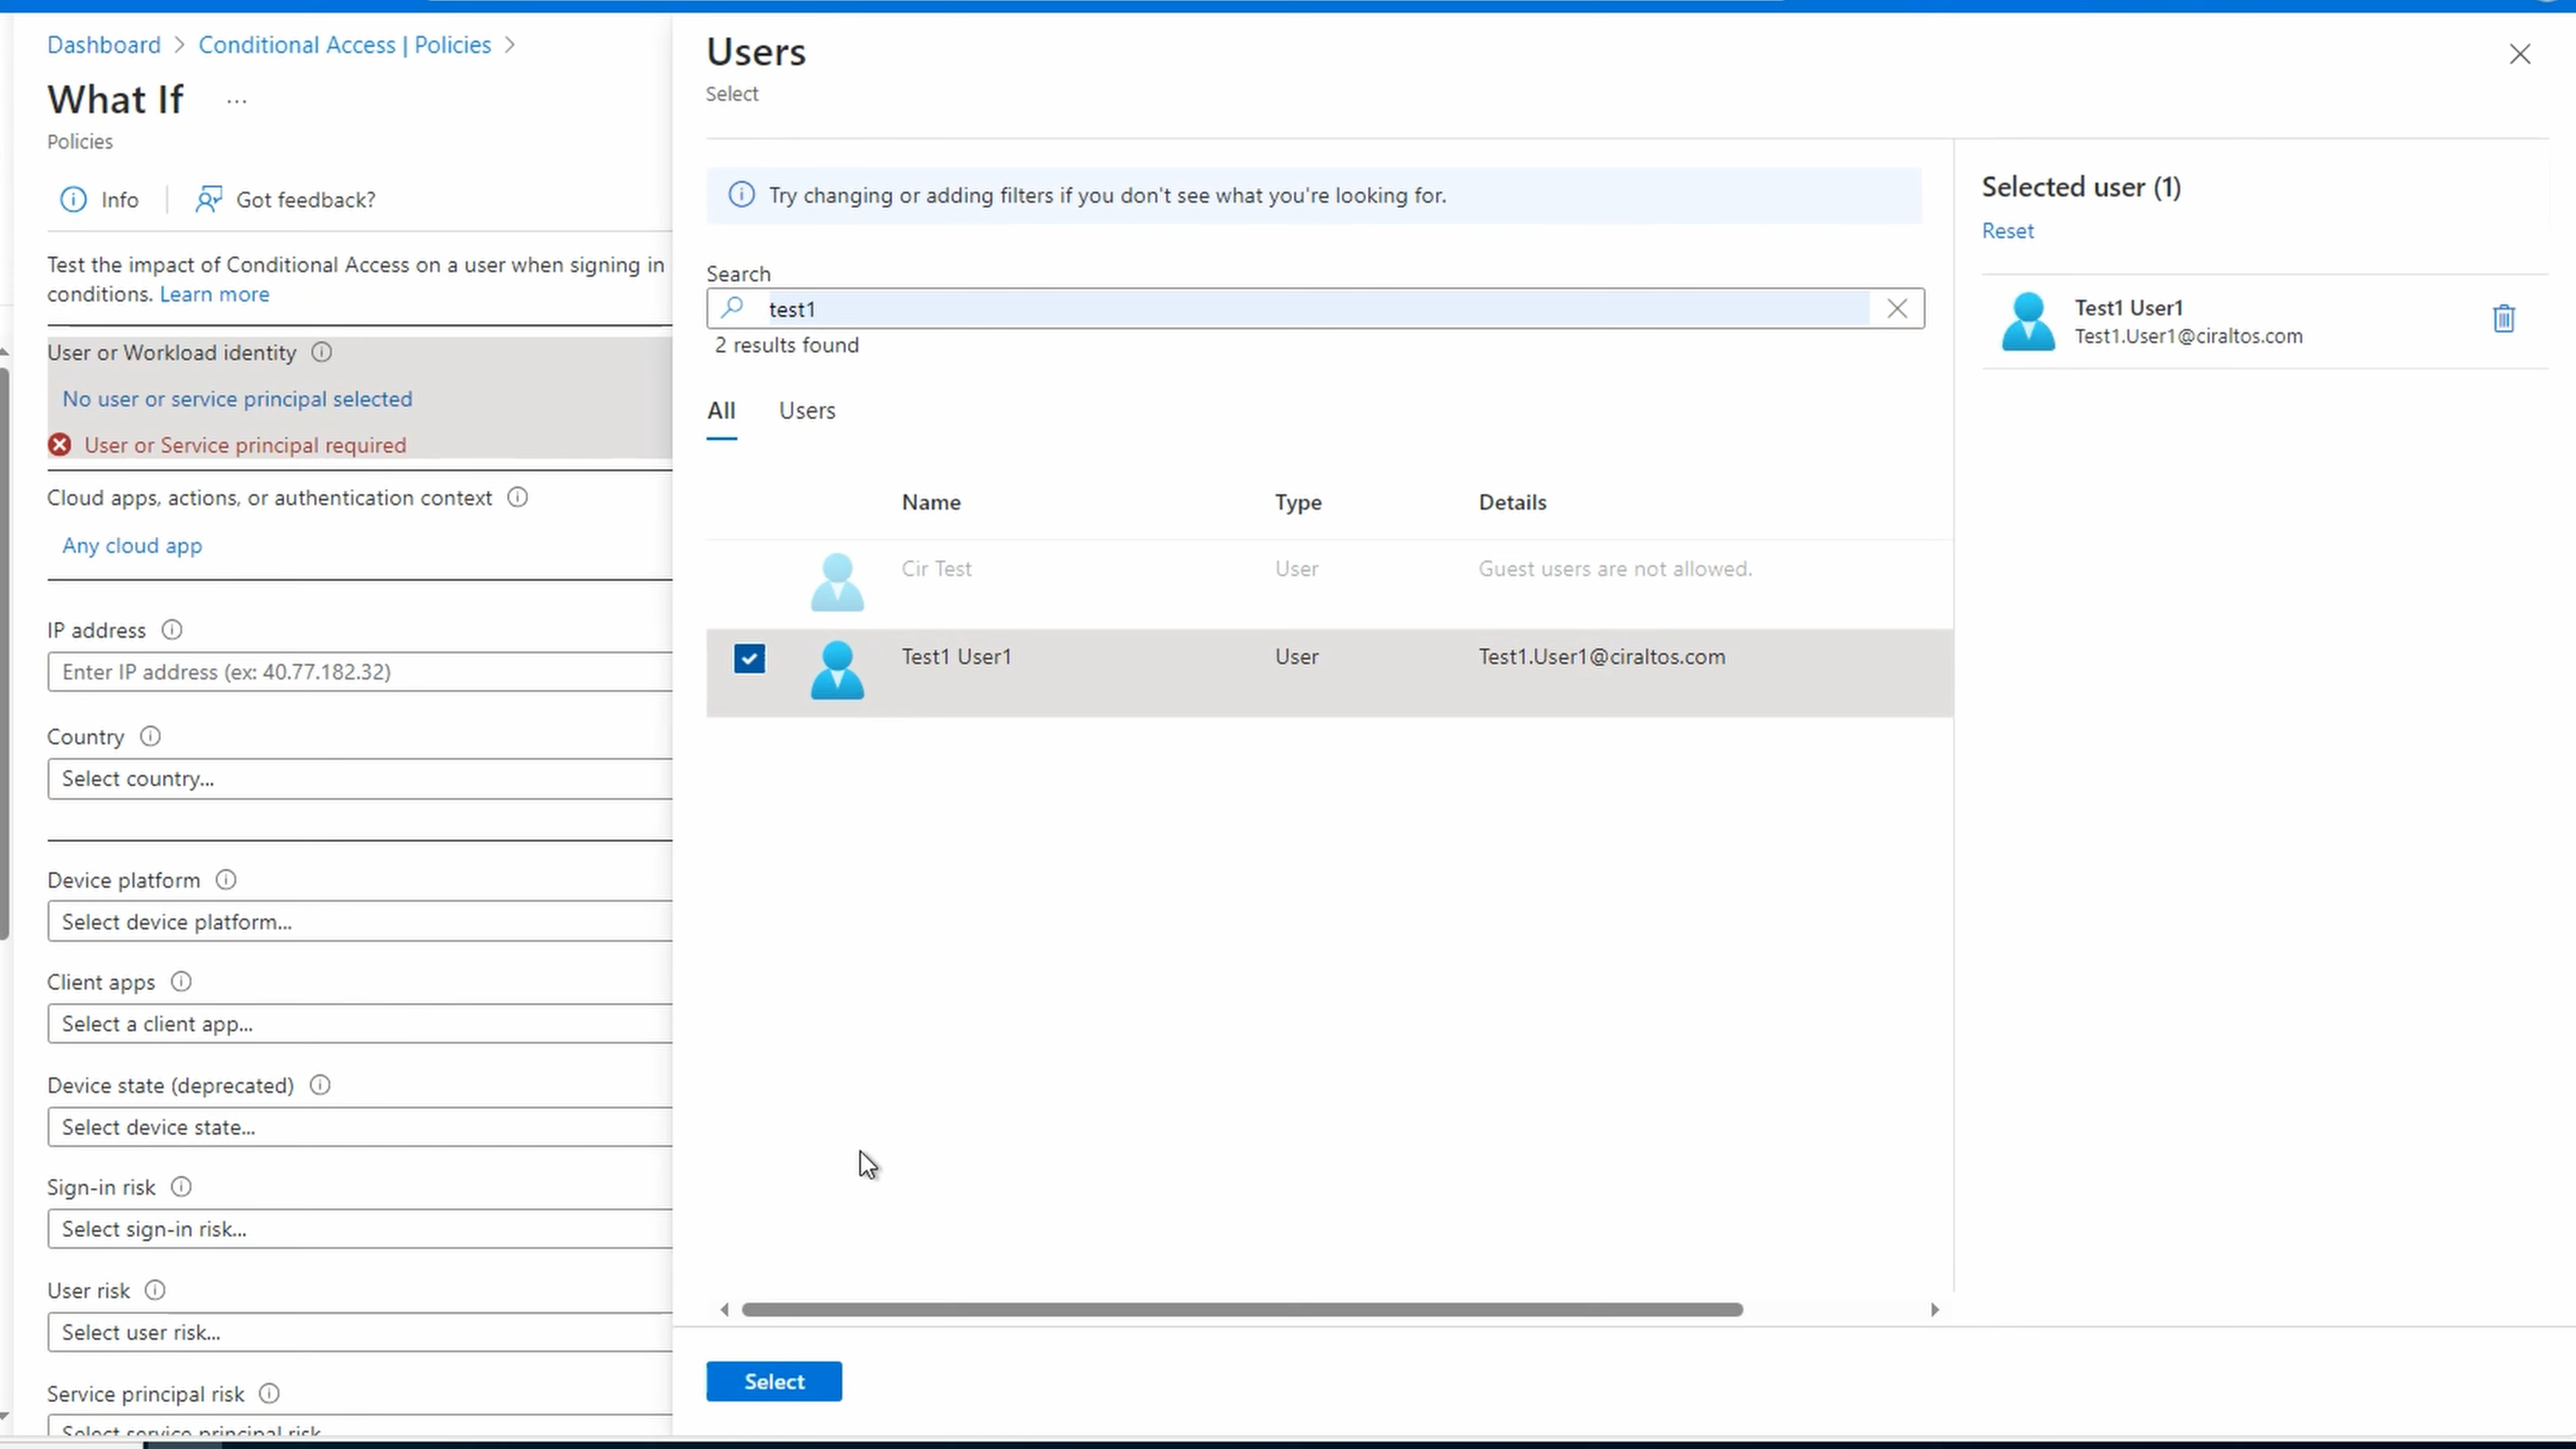 Dashboard > Conditional Access | Policies >
What If ...
Policies
Info | Got feedback?
Test the impact of Conditional Access on a user when signing in
conditions. Learn more
User or Workload identity
No user or service principal selected
User or Service principal required
Cloud apps, actions, or authentication context
Any cloud app
IP address
Enter IP address (ex: 40.77.182.32)
Country
Select country...
Device platform
Select device platform...
Client apps
Select a client app...
Device state (deprecated)
Select device state...
Sign-in risk
Select sign-in risk...
User risk
Select user risk...
Service principal risk
Select service principal risk
Users
Select
Try changing or adding filters if you don't see what you're looking for.
Search
test1
2 results found
All Users
Name Type Details
Cir Test User Guest users are not allowed.
Test1 User1 User Test1.User1@ciraltos.com
Select
Selected user (1)
Reset
Test1 User1
Test1.User1@ciraltos.com